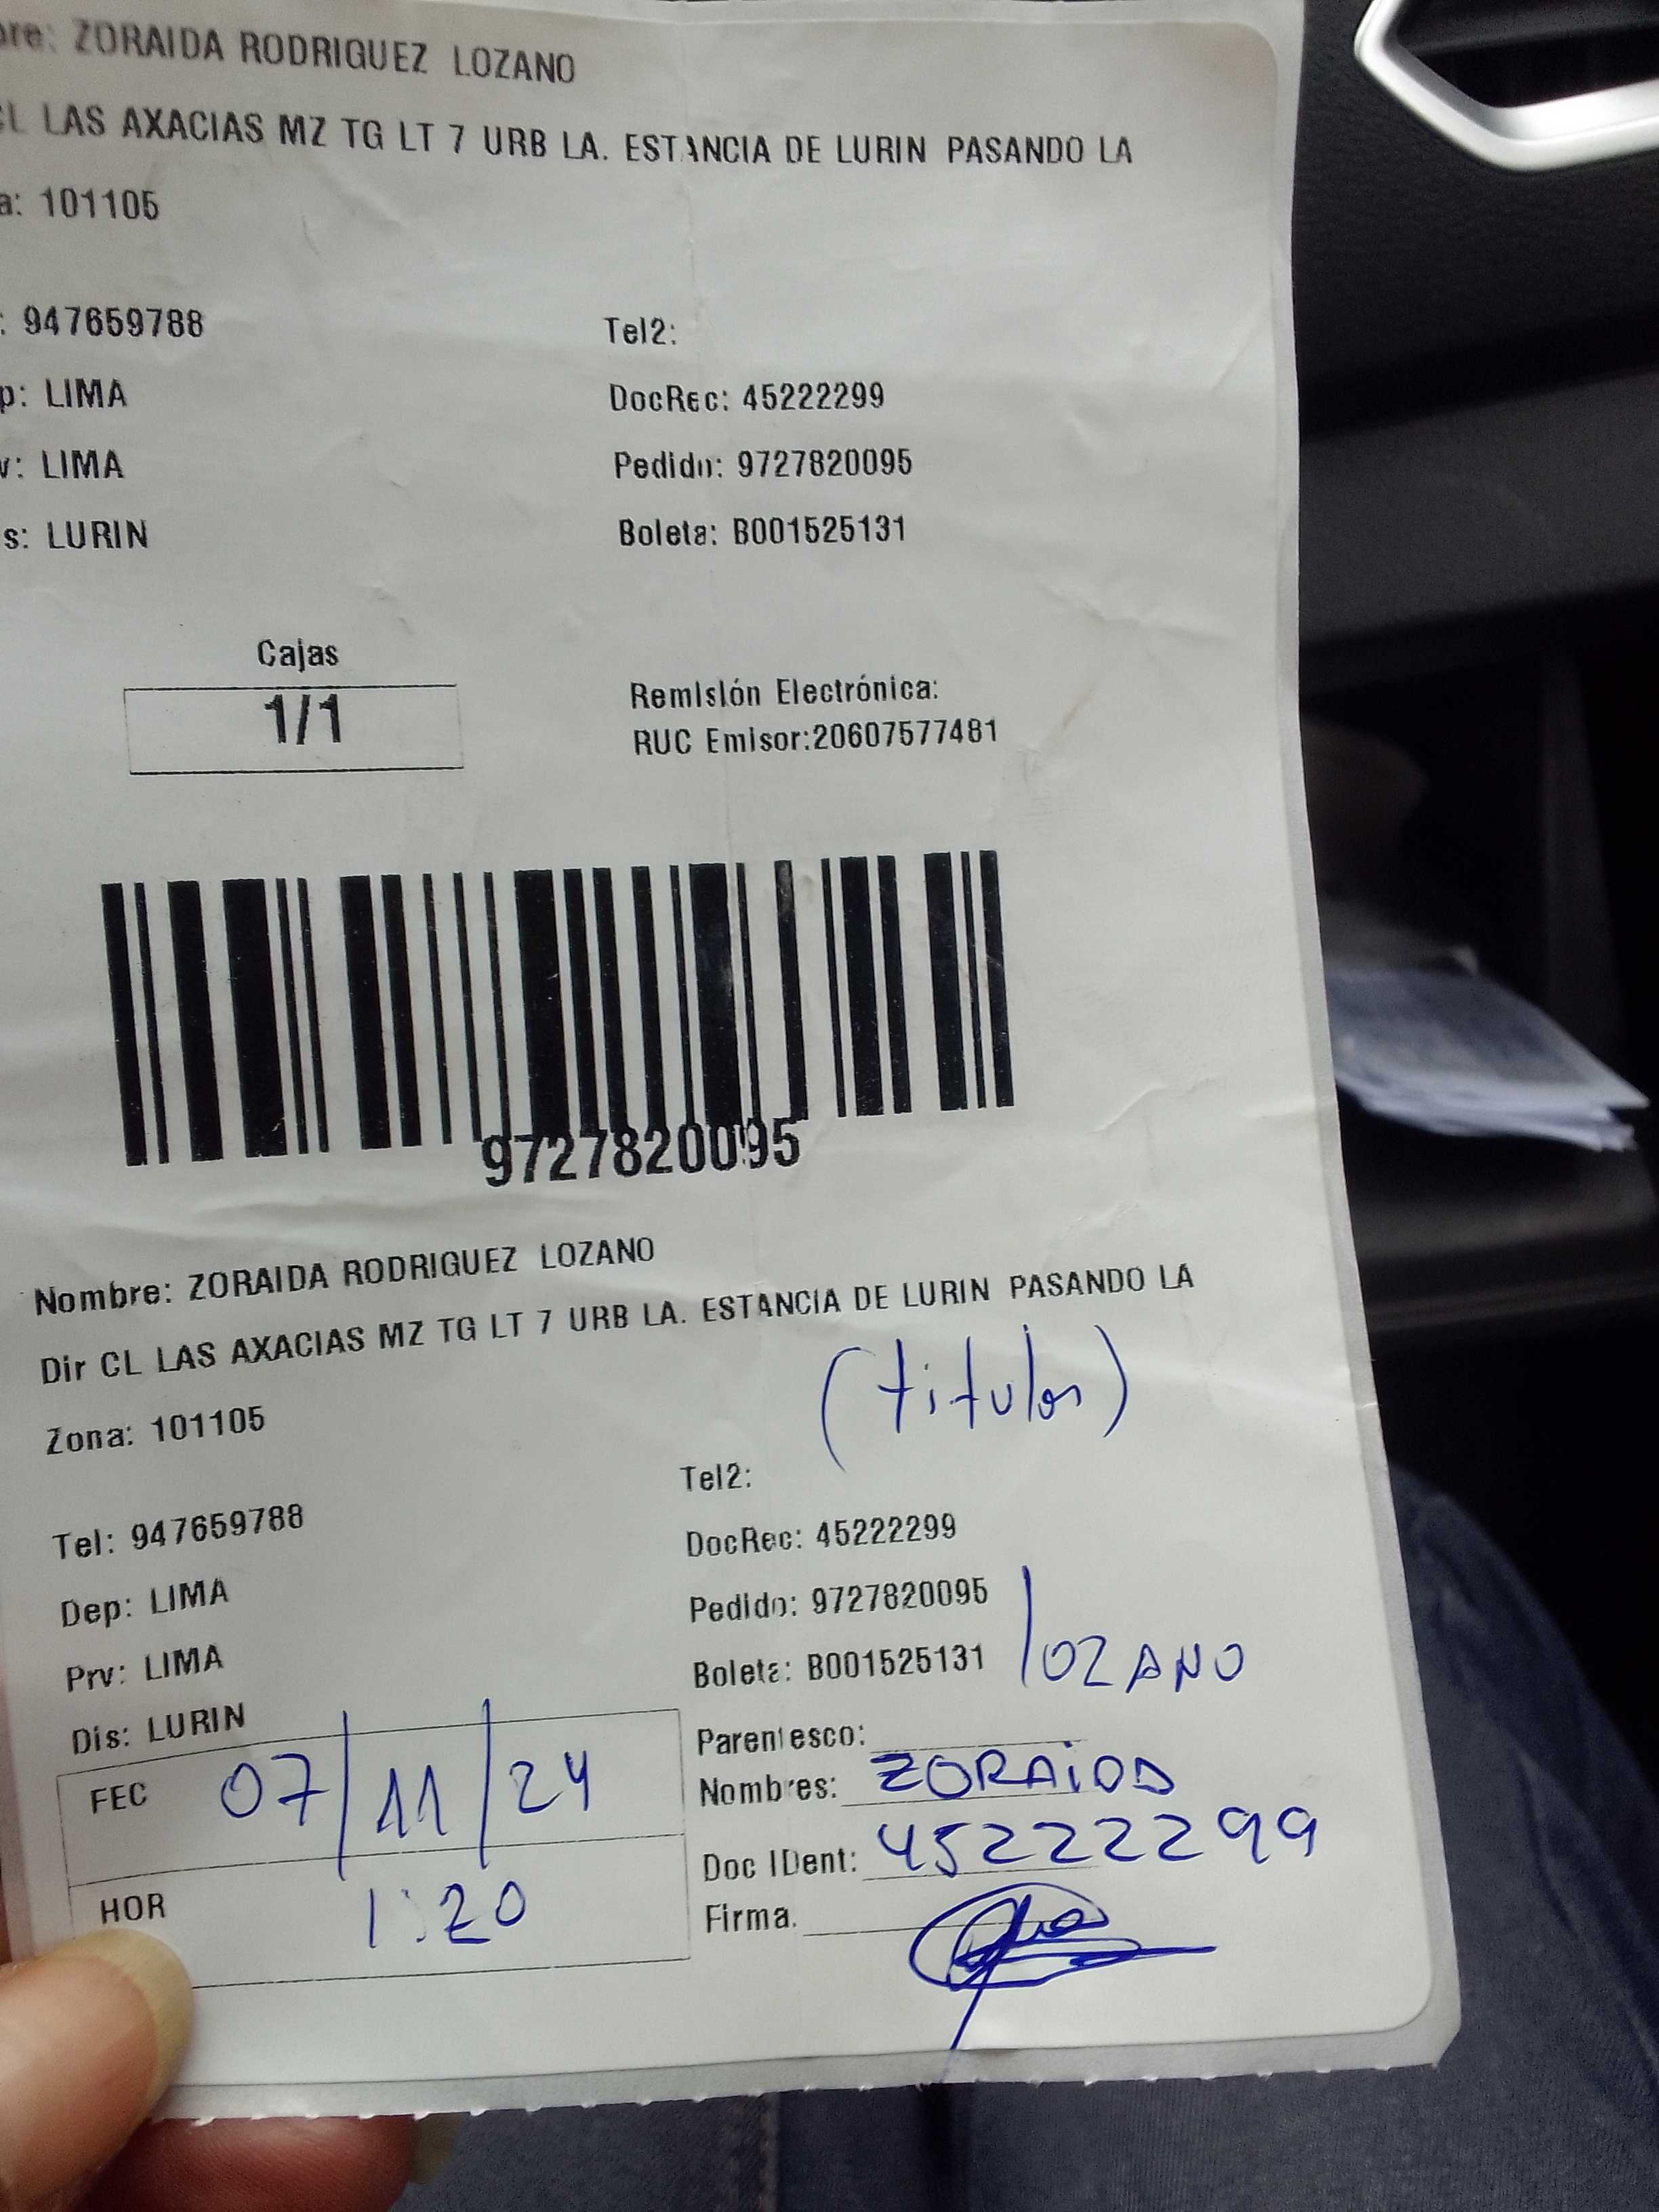 bre: ZORAIDA RODRIGUEZ LOZANO
CL LAS AXACIAS MZ TG LT 7 URB LA. ESTANCIA DE LURIN PASANDO LA
a: 101105
: 947659788 Tel2:
p: LIMA DocRec: 45222299
v: LIMA Pedido: 9727820095
s: LURIN Boleta: B001525131
Cajas
1/1
Remisión Electrónica:
RUC Emisor:20607577481
9727820095
Nombre: ZORAIDA RODRIGUEZ LOZANO
Dir CL LAS AXACIAS MZ TG LT 7 URB LA. ESTANCIA DE LURIN PASANDO LA
(titulos)
Zona: 101105
Tel2:
Tel: 947659788 DocRec: 45222299
Dep: LIMA Pedido: 9727820095
Prv: LIMA Boleta: B001525131 lOZANO
Dis: LURIN Parentesco:
FEC 07/11/24 Nombres: ZORAiDA
Doc IDent: 45222299
HOR 1:20 Firma.